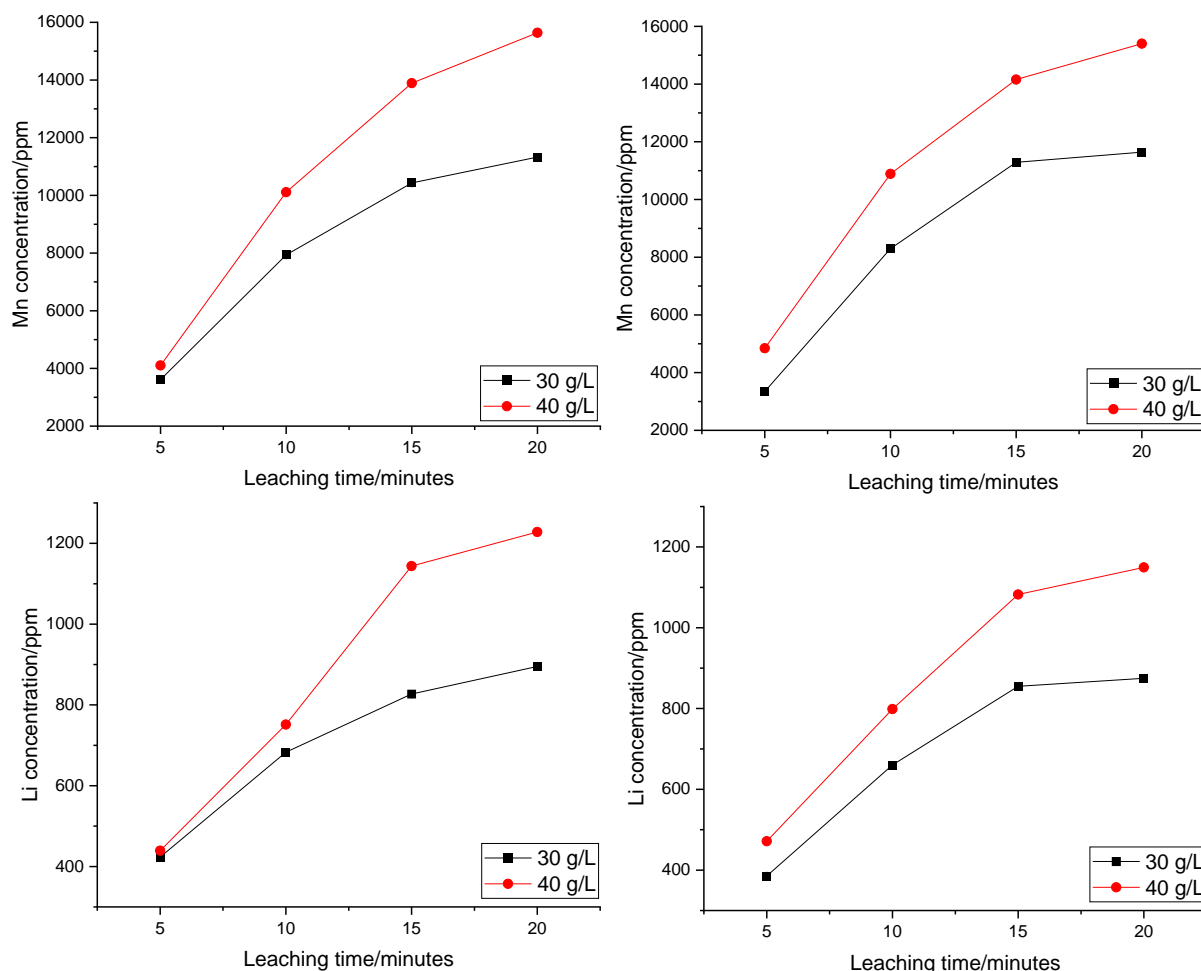 16000
14000
12000
10000
8000
6000
4000
2000
Mn concentration/ppm
5 10 15 20
Leaching time/minutes
30 g/L
40 g/L
16000
14000
12000
10000
8000
6000
4000
2000
Mn concentration/ppm
5 10 15 20
Leaching time/minutes
30 g/L
40 g/L
1200
1000
800
600
400
Li concentration/ppm
5 10 15 20
Leaching time/minutes
30 g/L
40 g/L
1200
1000
800
600
400
Li concentration/ppm
5 10 15 20
Leaching time/minutes
30 g/L
40 g/L